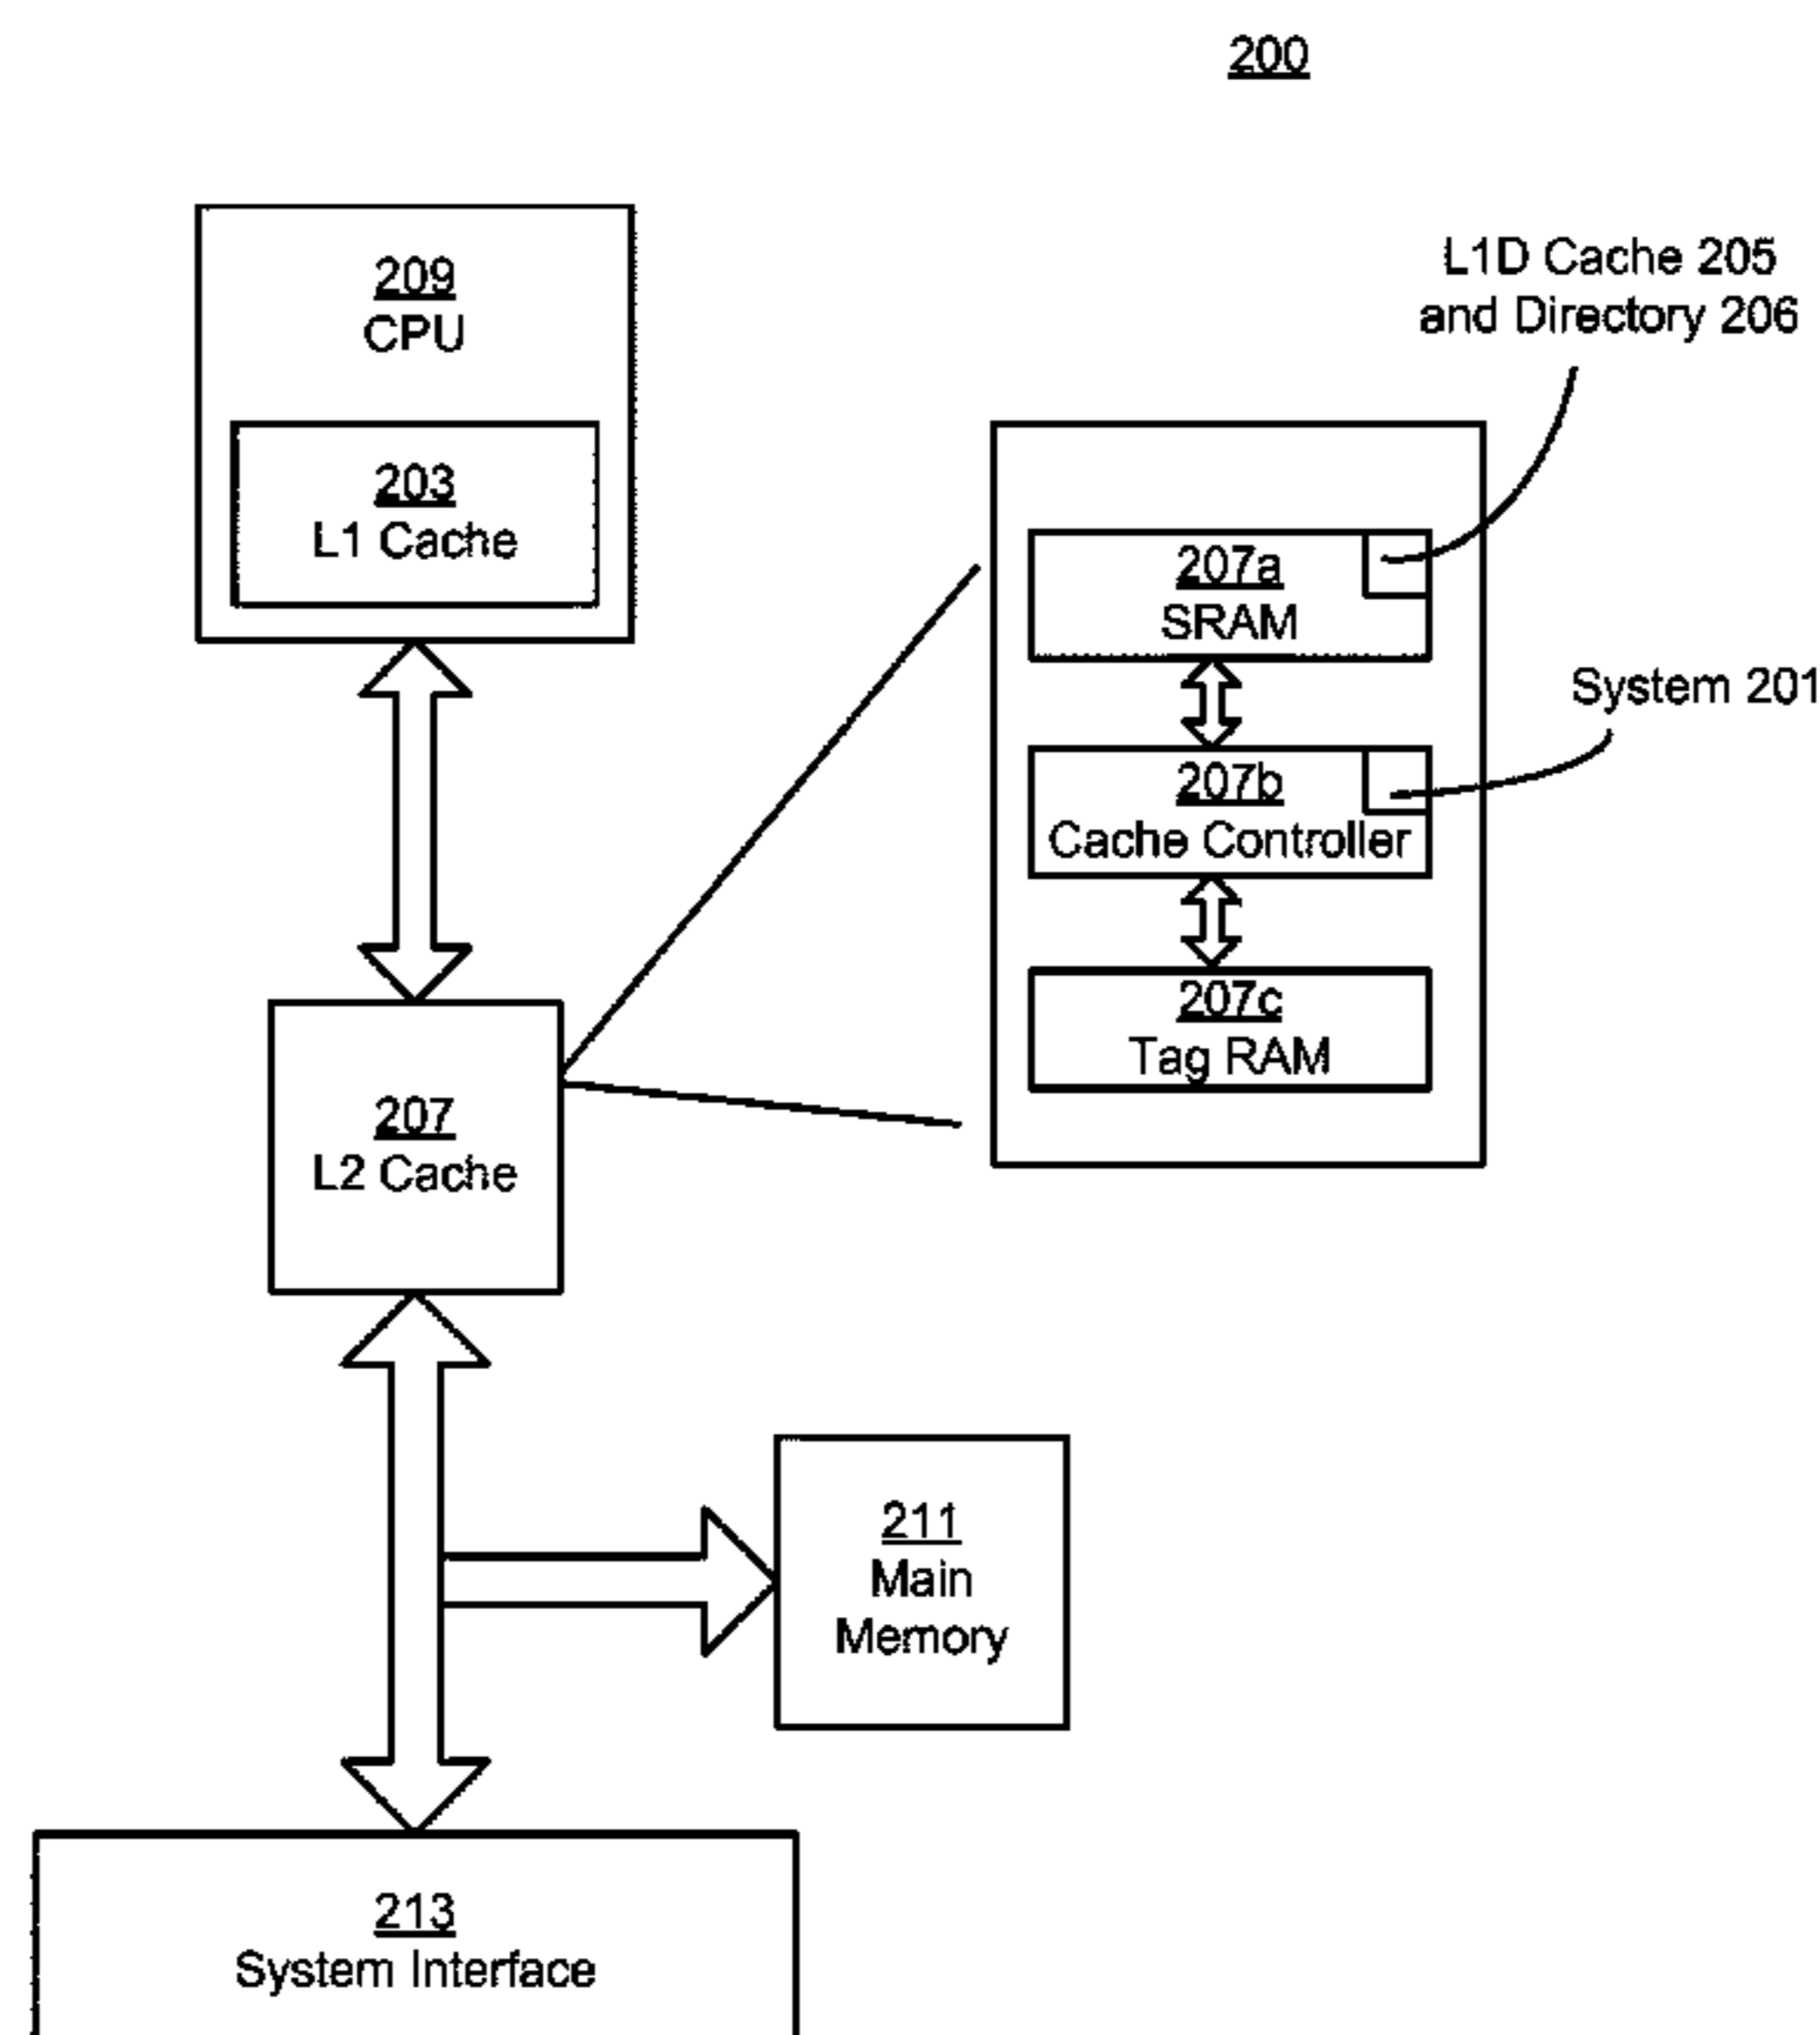 200
209
CPU
203
L1 Cache
L1D Cache 205
and Directory 206
207a
SRAM
System 201
207b
Cache Controller
207c
Tag RAM
207
L2 Cache
211
Main
Memory
213
System Interface